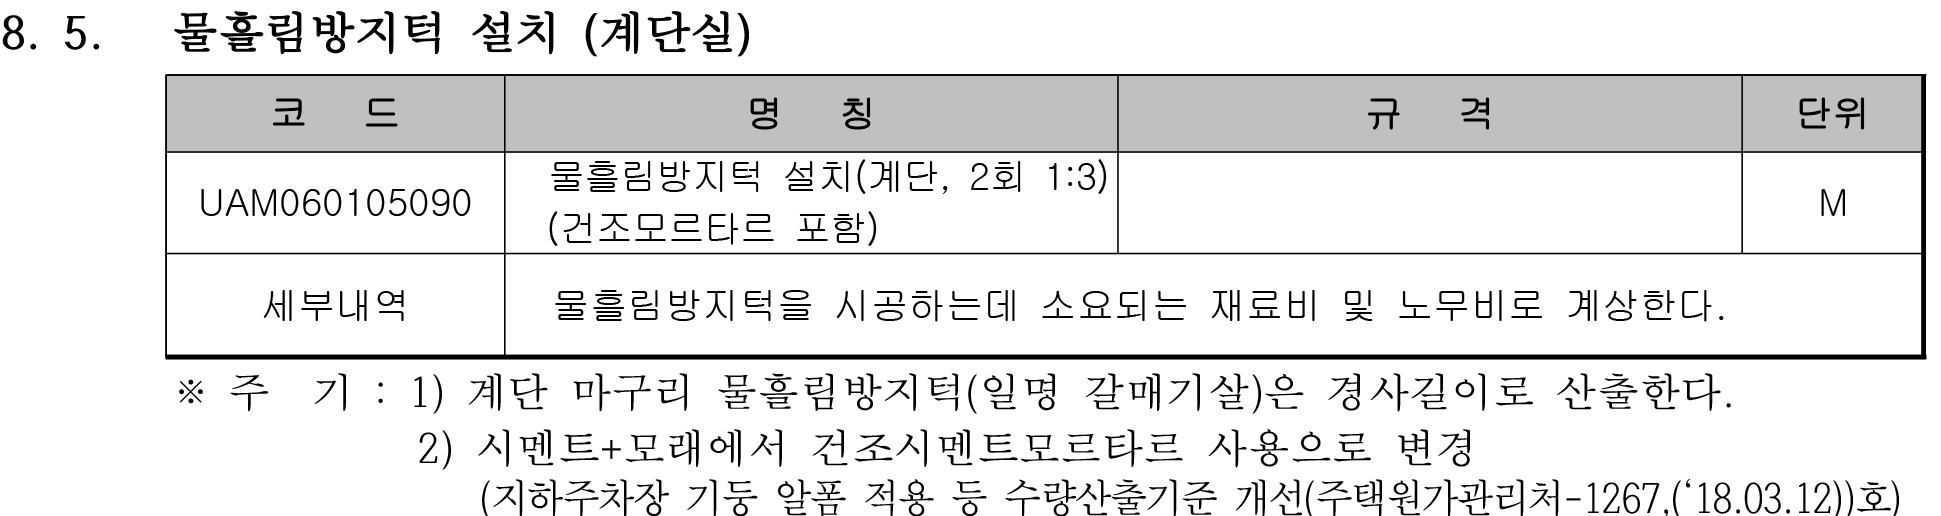 8. 5. 물흘림방지턱 설치 (계단실)
코 드 명 칭 규 격 단위
UAM060105090 물흘림방지턱 설치(계단, 2회 1:3) M
(건조모르타르 포함)
세부내역 물흘림방지턱을 시공하는데 소요되는 재료비 및 노무비로 계상한다.
※ 주 기 : 1) 계단 마구리 물흘림방지턱(일명 갈매기살)은 경사길이로 산출한다.
2) 시멘트+모래에서 건조시멘트모르타르 사용으로 변경
(지하주차장 기둥 알폼 적용 등 수량산출기준 개선(주택원가관리처-1267,(‘18.03.12))호)